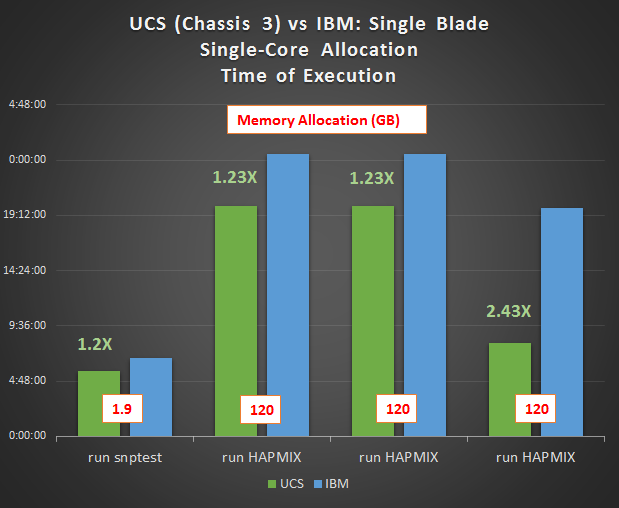 UCS (Chassis 3) vs IBM: Single Blade
Single-Core Allocation
Time of Execution
4:48:00
0:00:00
19:12:00
14:24:00
9:36:00
4:48:00
0:00:00
Memory Allocation (GB)
1.2X
1.23X
1.23X
2.43X
1.9
120
120
120
run snptest
run HAPMIX
run HAPMIX
run HAPMIX
UCS
IBM